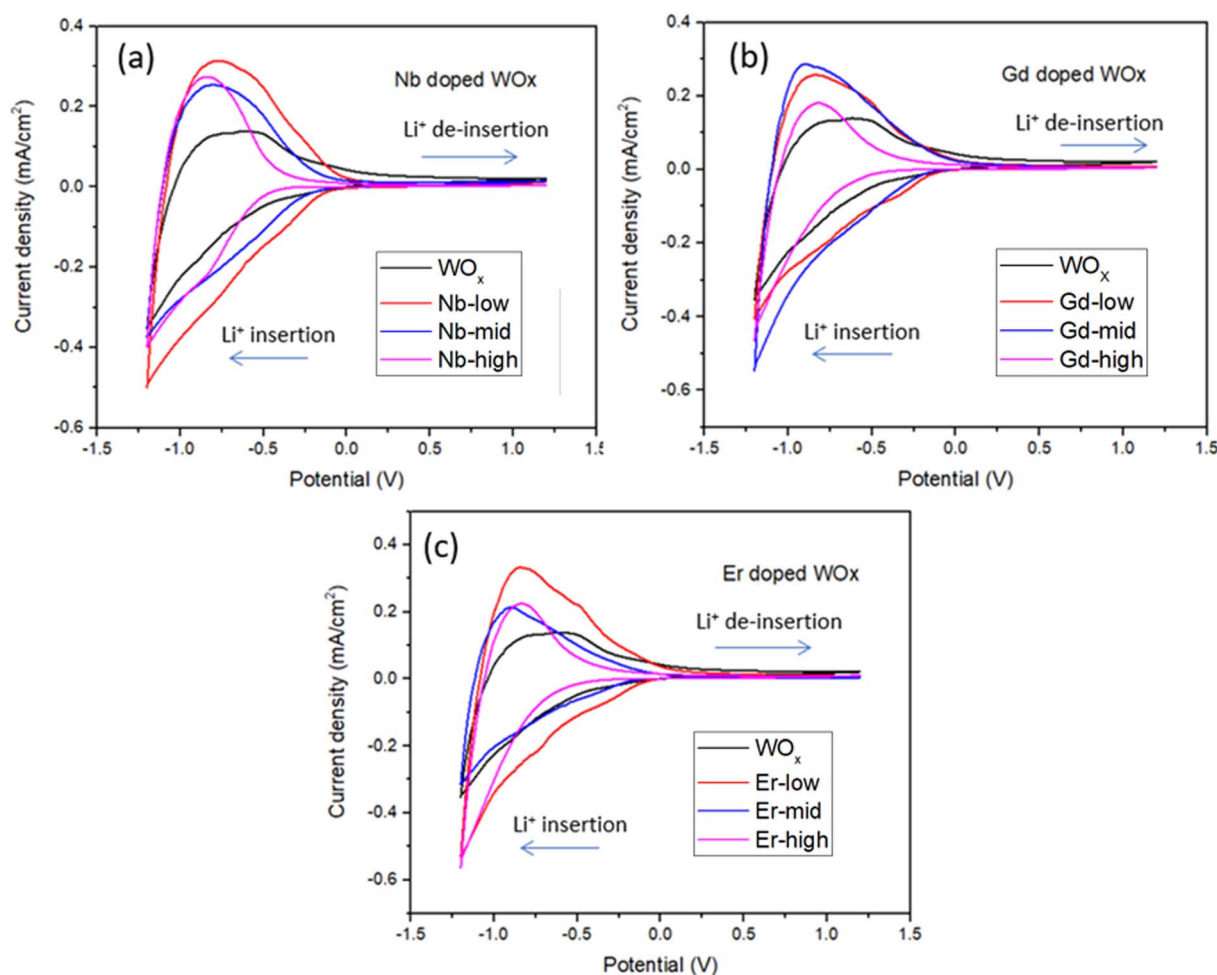 (a)
Nb doped WOx
Li⁺ de-insertion
Li⁺ insertion
WOₓ
Nb-low
Nb-mid
Nb-high
Current density (mA/cm²)
0.4
0.2
0.0
-0.2
-0.4
-0.6
-1.5
-1.0
-0.5
0.0
0.5
1.0
1.5
Potential (V)
(b)
Gd doped WOx
Li⁺ de-insertion
Li⁺ insertion
WOₓ
Gd-low
Gd-mid
Gd-high
Current density (mA/cm²)
0.4
0.2
0.0
-0.2
-0.4
-0.6
-1.5
-1.0
-0.5
0.0
0.5
1.0
1.5
Potential (V)
(c)
Er doped WOx
Li⁺ de-insertion
Li⁺ insertion
WOₓ
Er-low
Er-mid
Er-high
Current density (mA/cm²)
0.4
0.2
0.0
-0.2
-0.4
-0.6
-1.5
-1.0
-0.5
0.0
0.5
1.0
1.5
Potential (V)